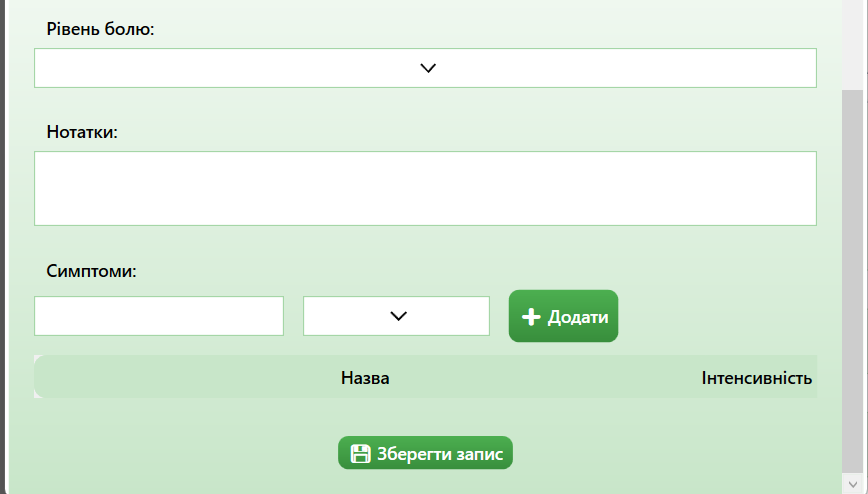 Рівень болю:
Нотатки:
Симптоми:
Додати
Назва Інтенсивність
Зберегти запис